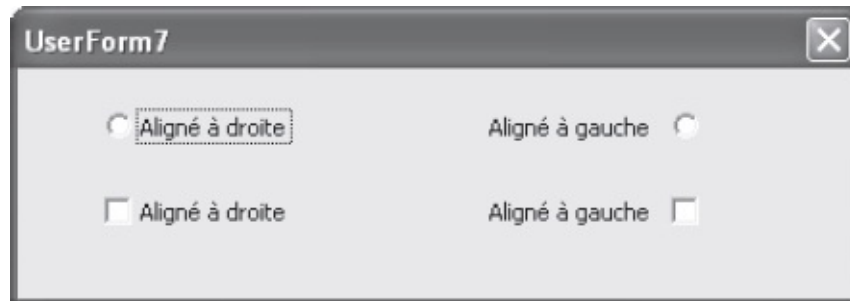 UserForm7
Aligné à droite
Aligné à gauche
Aligné à droite
Aligné à gauche